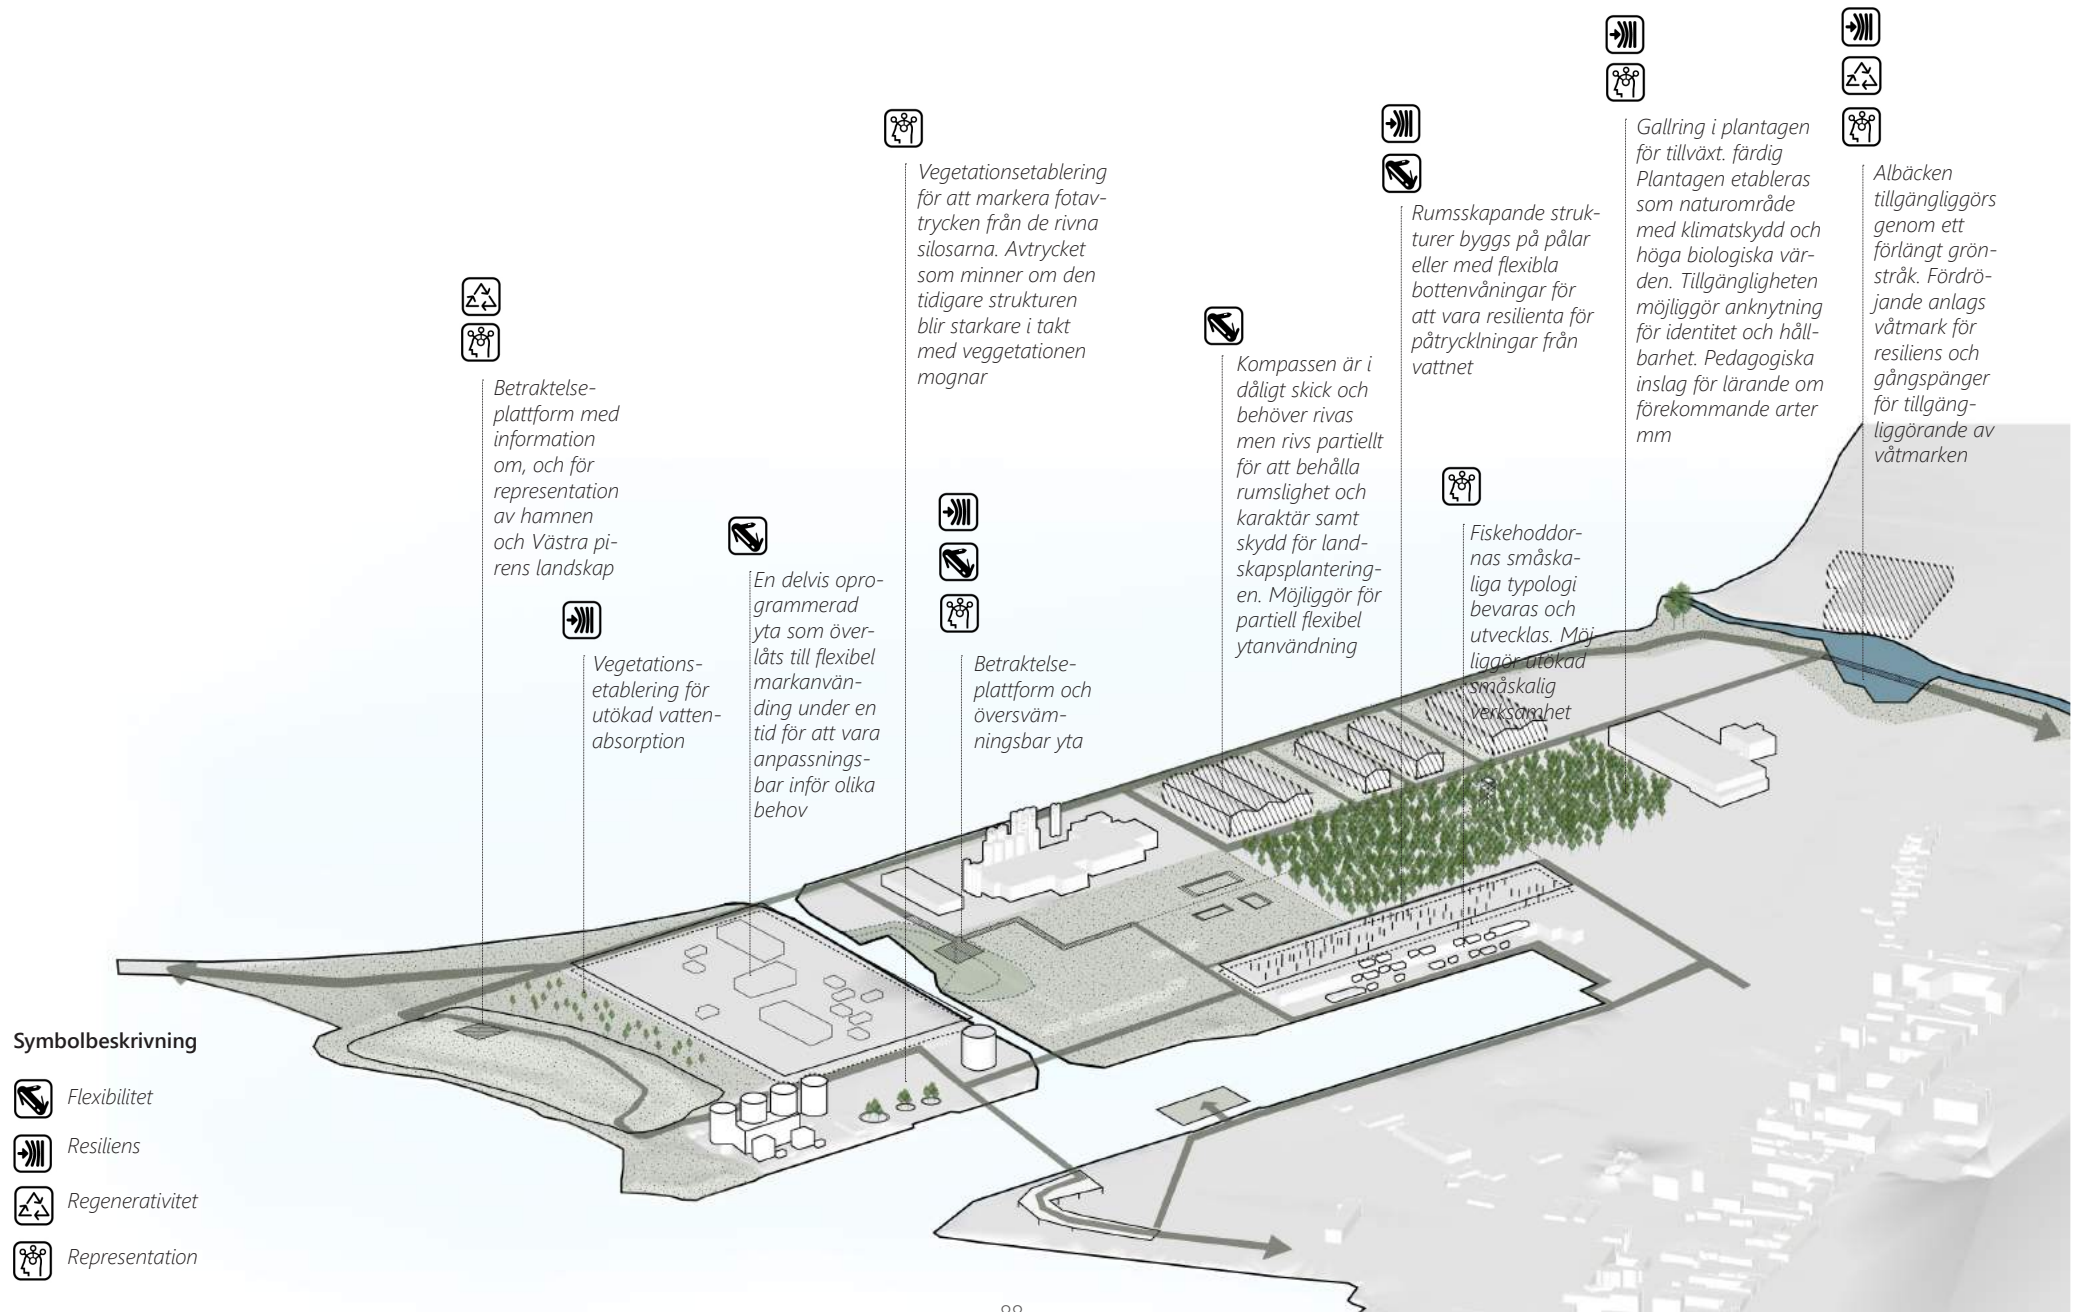 Betraktelse-
plattform med
information
om, och för
representation
av hamnen
och Västra pi-
rens landskap
Vegetations-
etablering för
utökad vatten-
absorption
En delvis opro-
grammerad
yta som över-
låts till flexibel
markanvän-
ding under en
tid för att vara
anpassnings-
bar inför olika
behov
Vegetationsetablering
för att markera fotav-
trycken från de rivna
silosarna. Avtrycket
som minner om den
tidigare strukturen
blir starkare i takt
med veggetationen
mognar
Betraktelse-
plattform och
översväm-
ningsbar yta
Kompassen är i
dåligt skick och
behöver rivas
men rivs partiellt
för att behålla
rumslighet och
karaktär samt
skydd för land-
skapsplantering-
en. Möjliggör för
partiell flexibel
ytanvändning
Rumsskapande struk-
turer byggs på pålar
eller med flexibla
bottenvåningar för
att vara resilienta för
påtrycklningar från
vattnet
Fiskehoddor-
nas småska-
liga typologi
bevaras och
utvecklas. Möj-
liggör utökad
småskalig
verksamhet
Gallring i plantagen
för tillväxt. färdig
Plantagen etableras
som naturområde
med klimatskydd och
höga biologiska vär-
den. Tillgängligheten
möjliggör anknytning
för identitet och håll-
barhet. Pedagogiska
inslag för lärande om
förekommande arter
mm
Albäcken
tillgängliggörs
genom ett
förlängt grön-
stråk. Fördrö-
jande anlags
våtmark för
resiliens och
gångspänger
för tillgäng-
liggörande av
våtmarken
Symbolbeskrivning
Flexibilitet
Resiliens
Regenerativitet
Representation